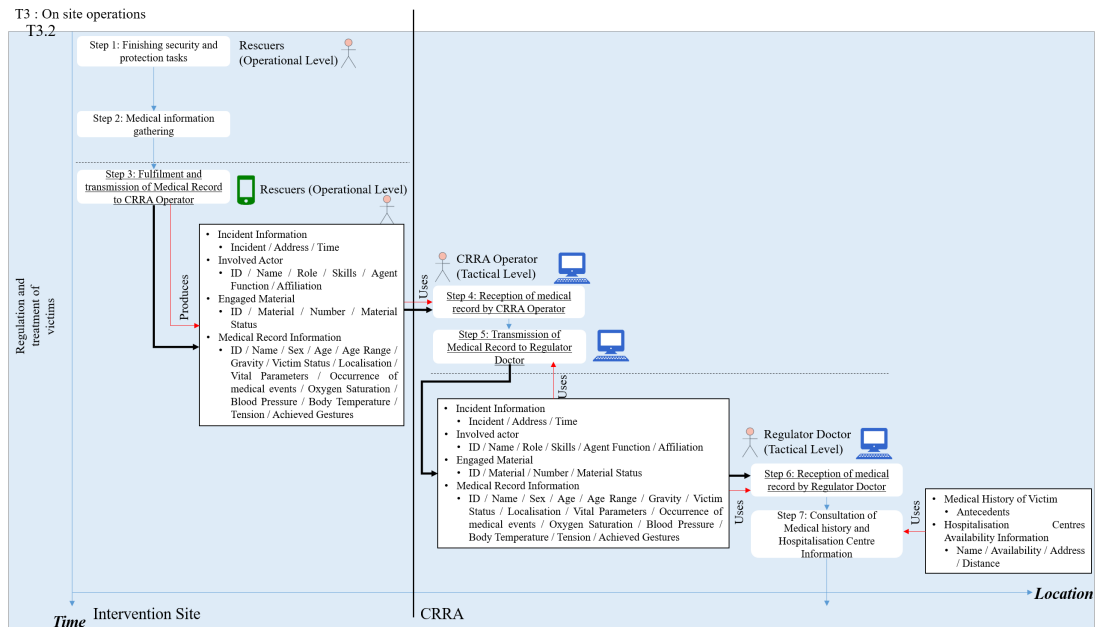 T3 : On site operations
T3.2
Step 1: Finishing security and
protection tasks
Rescuers
(Operational Level)
Step 2: Medical information
gathering
Step 3: Fulfilment and
transmission of Medical Record
to CRRA Operator
Rescuers (Operational Level)
Regulation and
treatment of
victims
Produces
• Incident Information
• Incident / Address / Time
• Involved Actor
• ID / Name / Role / Skills / Agent
Function / Affiliation
• Engaged Material
• ID / Material / Number / Material
Status
• Medical Record Information
• ID / Name / Sex / Age / Age Range /
Gravity / Victim Status / Localisation /
Vital Parameters / Occurrence of
medical events / Oxygen Saturation /
Blood Pressure / Body Temperature /
Tension / Achieved Gestures
Uses
CRRA Operator
(Tactical Level)
Step 4: Reception of medical
record by CRRA Operator
Step 5: Transmission of
Medical Record to Regulator
Doctor
Uses
• Incident Information
• Incident / Address / Time
• Involved actor
• ID / Name / Role / Skills / Agent Function / Affiliation
• Engaged Material
• ID / Material / Number / Material Status
• Medical Record Information
• ID / Name / Sex / Age / Age Range / Gravity / Victim
Status / Localisation / Vital Parameters / Occurrence of
medical events / Oxygen Saturation / Blood Pressure /
Body Temperature / Tension / Achieved Gestures
Uses
Regulator Doctor
(Tactical Level)
Step 6: Reception of medical
record by Regulator Doctor
Step 7: Consultation of
Medical history and
Hospitalisation Centre
Information
Uses
• Medical History of Victim
• Antecedents
• Hospitalisation Centres
Availability Information
• Name / Availability / Address
/ Distance
Location
Time
Intervention Site
CRRA